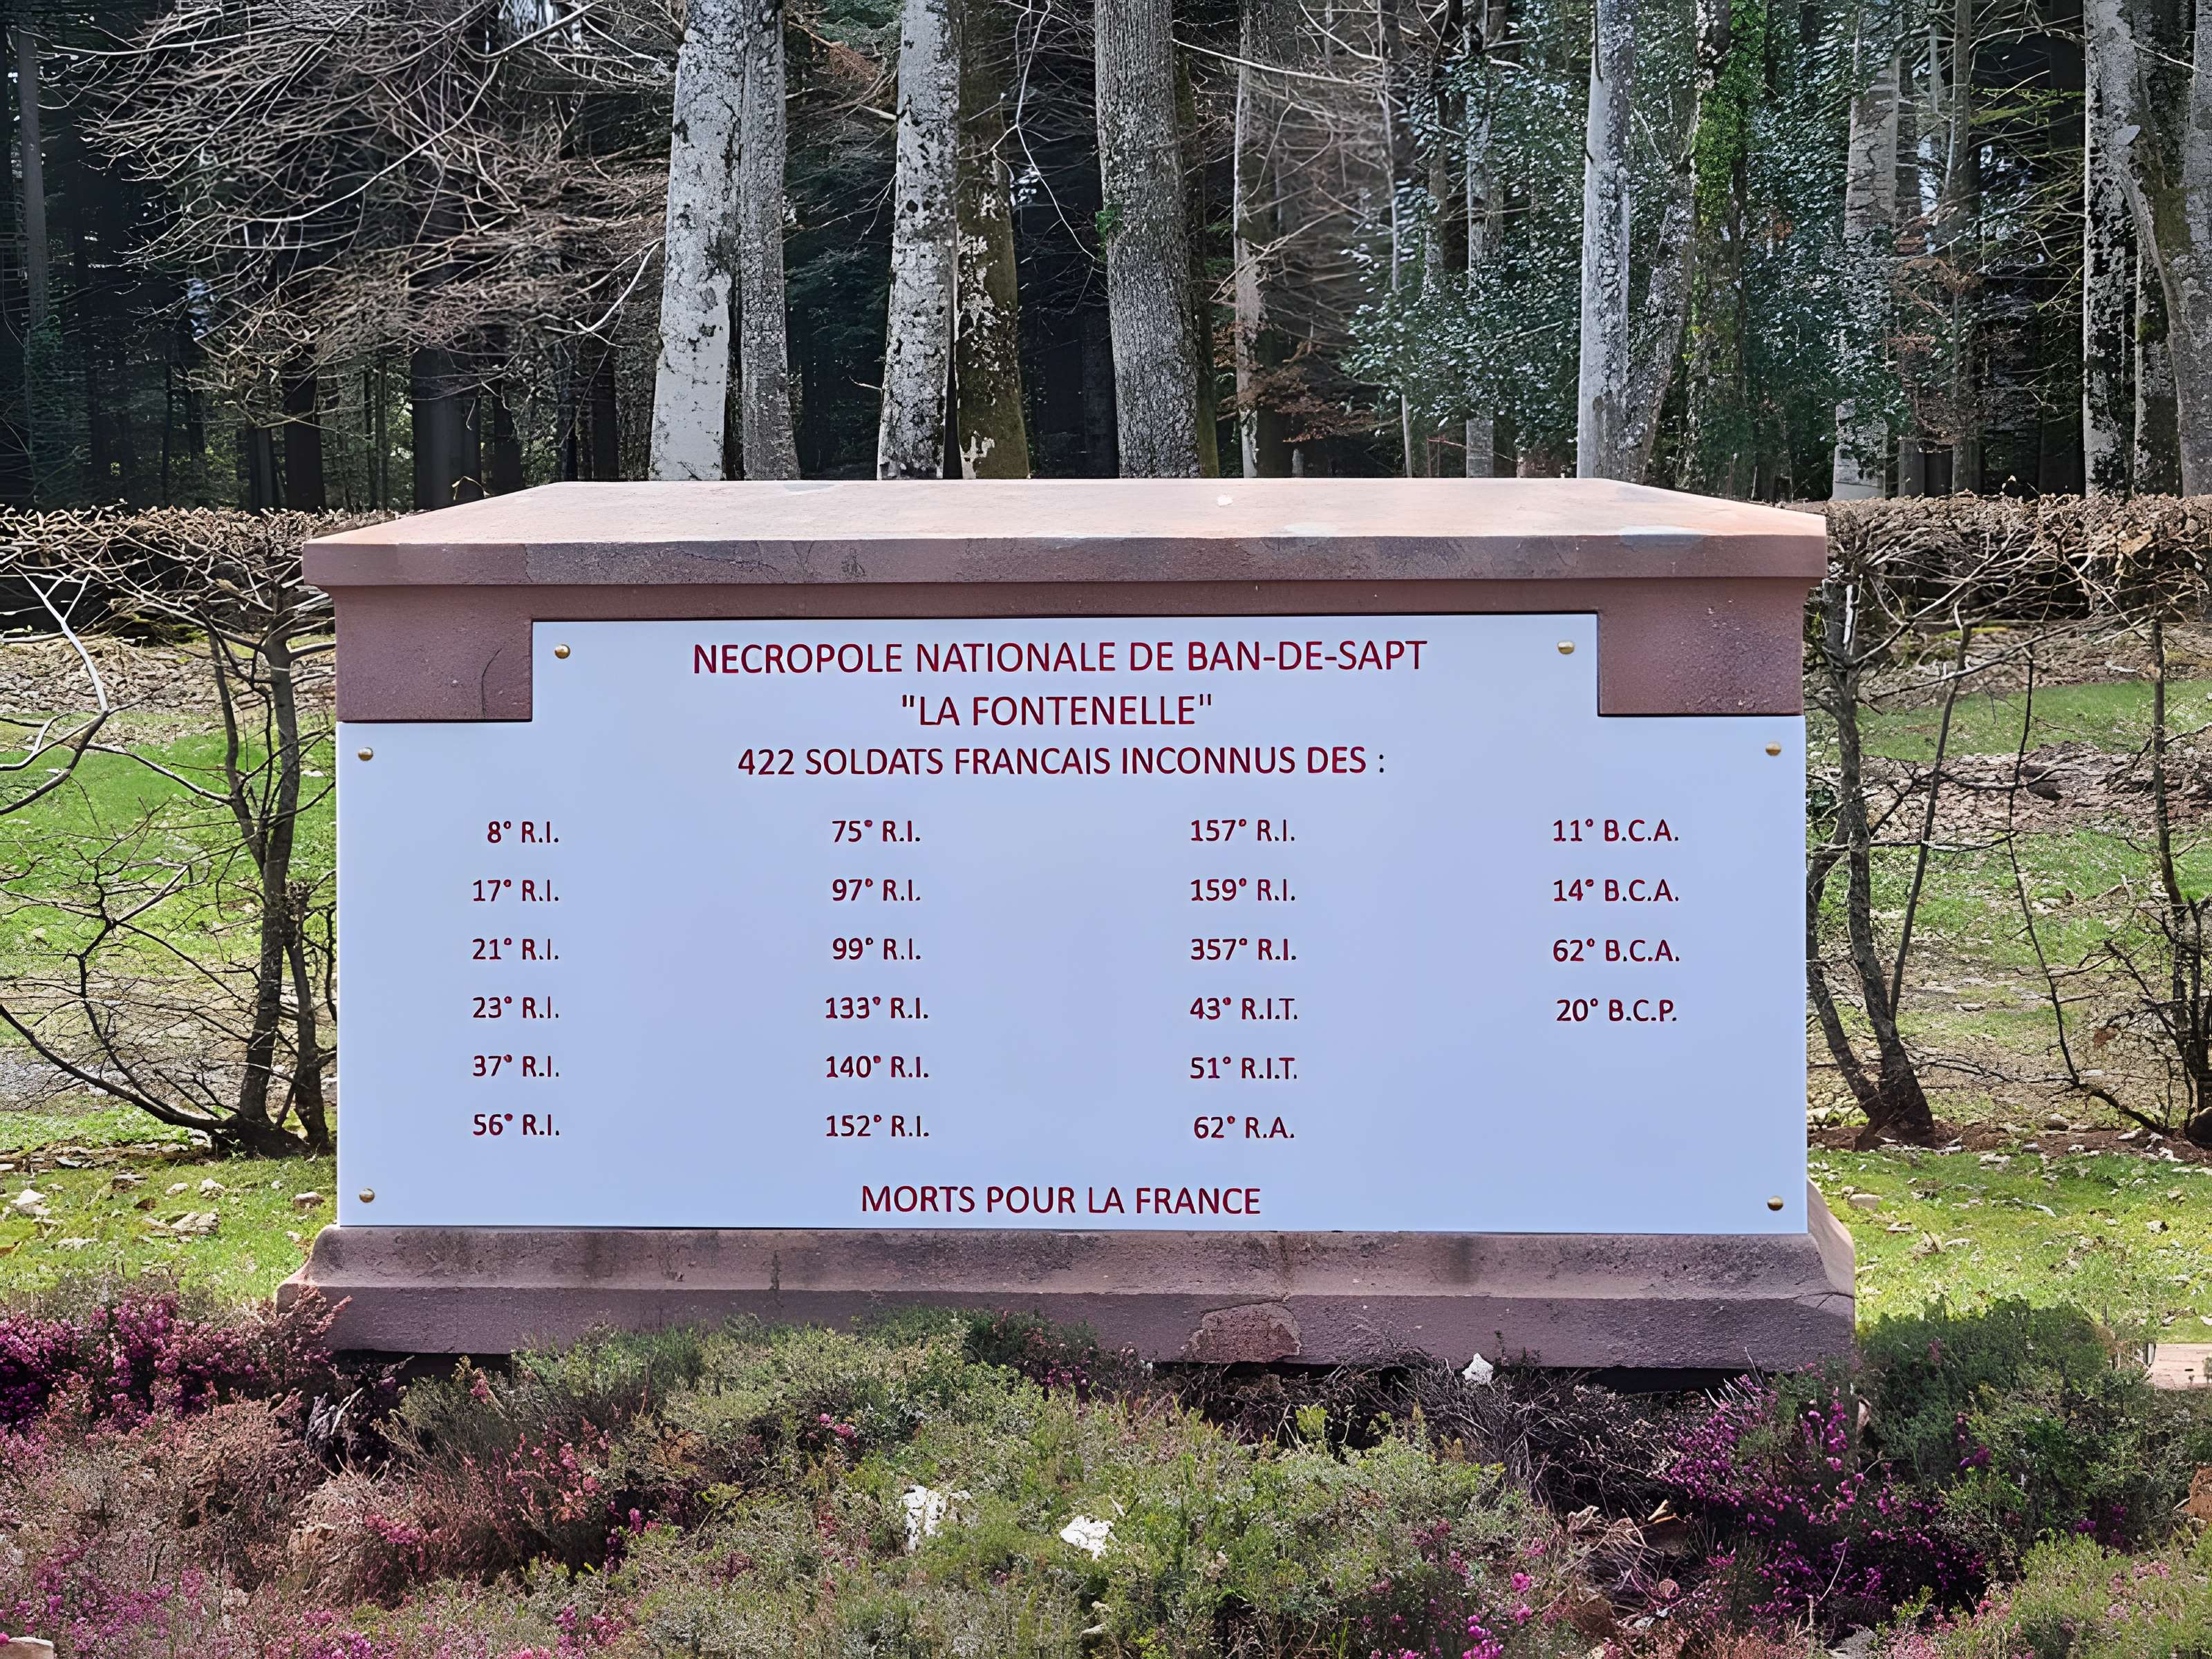 NECROPOLE NATIONALE DE BAN-DE-SAPT
"LA FONTENELLE"
422 SOLDATS FRANCAIS INCONNUS DES :
8° R.I. 75° R.I. 157° R.I. 11° B.C.A.
17° R.I. 97° R.I. 159° R.I. 14° B.C.A.
21° R.I. 99° R.I. 357° R.I. 62° B.C.A.
23° R.I. 133° R.I. 43° R.I.T. 20° B.C.P.
37° R.I. 140° R.I. 51° R.I.T.
56° R.I. 152° R.I. 62° R.A.
MORTS POUR LA FRANCE